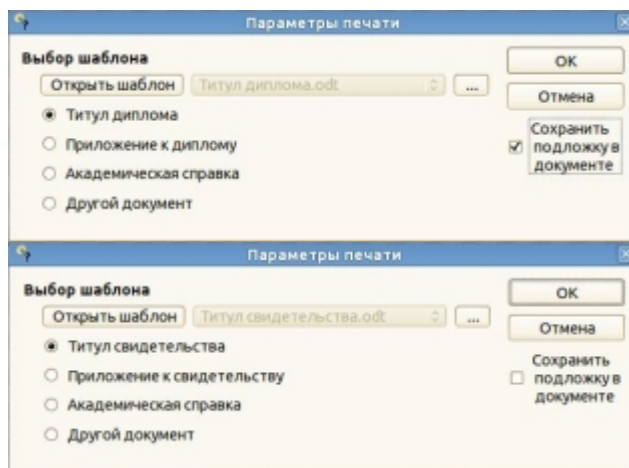 Параметры печати
Выбор шаблона
Открыть шаблон Титул диплома.odt ...
Титул диплома
Приложение к диплому
Академическая справка
Другой документ
OK
Отмена
Сохранить
подложку в
документе
Параметры печати
Выбор шаблона
Открыть шаблон Титул свидетельства.odt ...
Титул свидетельства
Приложение к свидетельству
Академическая справка
Другой документ
OK
Отмена
Сохранить
подложку в
документе